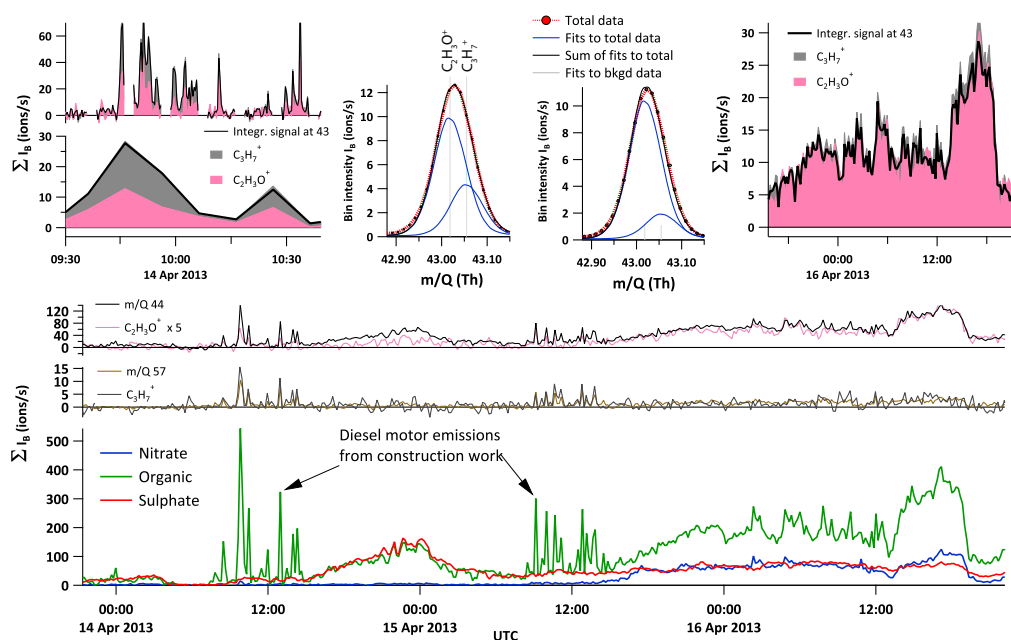 60
40
20
0
30
20
10
0
Σ I_B (ions/s)
Integr. signal at 43
C₃H₇⁺
C₂H₃O⁺
09:30
10:00
10:30
14 Apr 2013
C₂H₃O⁺
C₃H₇⁺
12
10
8
6
4
2
0
Bin intensity I_B (ions/s)
42.90
43.00
43.10
m/Q (Th)
Total data
Fits to total data
Sum of fits to total
Fits to bkgd data
10
8
6
4
2
0
Bin intensity I_B (ions/s)
42.90
43.00
43.10
m/Q (Th)
30
20
10
0
Σ I_B (ions/s)
Integr. signal at 43
C₃H₇⁺
C₂H₃O⁺
00:00
12:00
16 Apr 2013
120
80
40
0
m/Q 44
C₂H₃O⁺ x 5
15
10
5
0
m/Q 57
C₃H₇⁺
Σ I_B (ions/s)
500
400
300
200
100
0
Nitrate
Organic
Sulphate
Diesel motor emissions
from construction work
00:00
12:00
00:00
12:00
00:00
12:00
14 Apr 2013
15 Apr 2013
16 Apr 2013
UTC